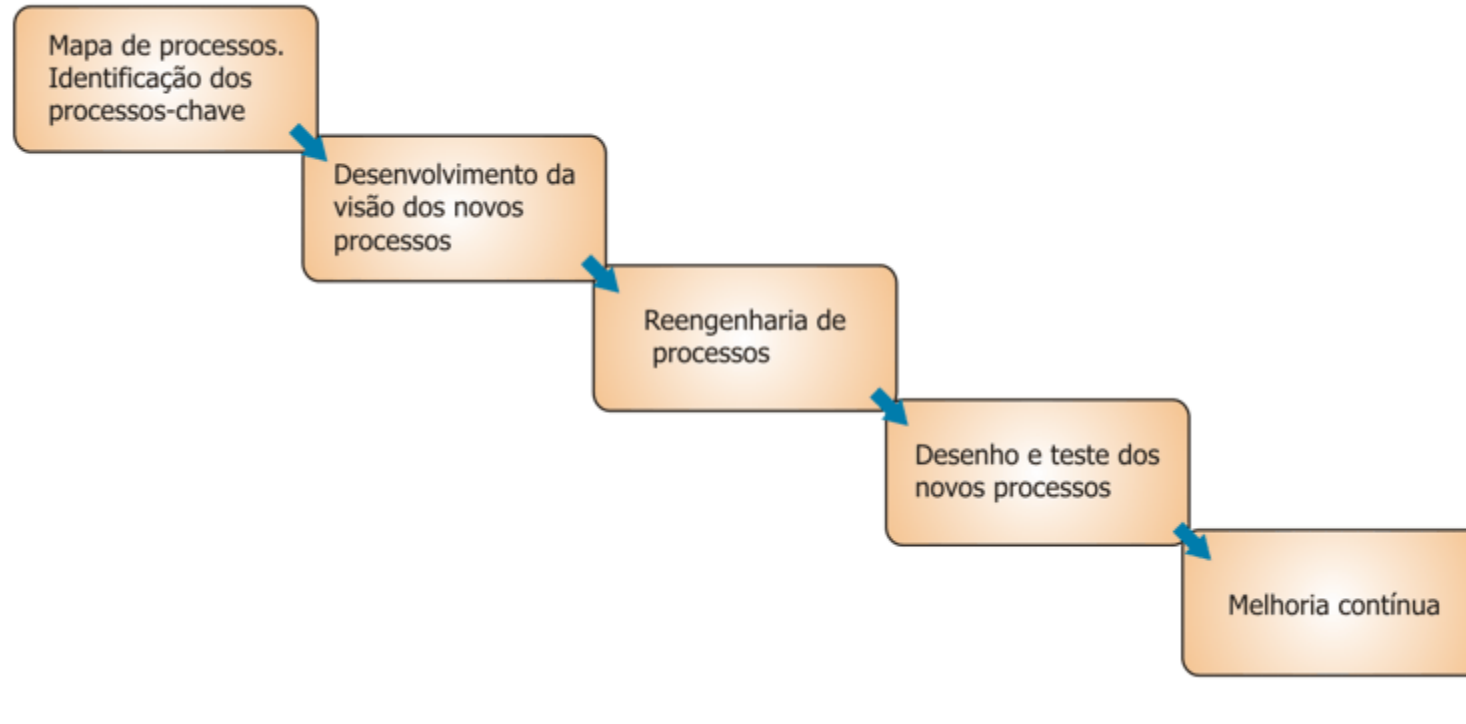 Mapa de processos.
Identificação dos
processos-chave
Desenvolvimento da
visão dos novos
processos
Reengenharia de
processos
Desenho e teste dos
novos processos
Melhoria contínua